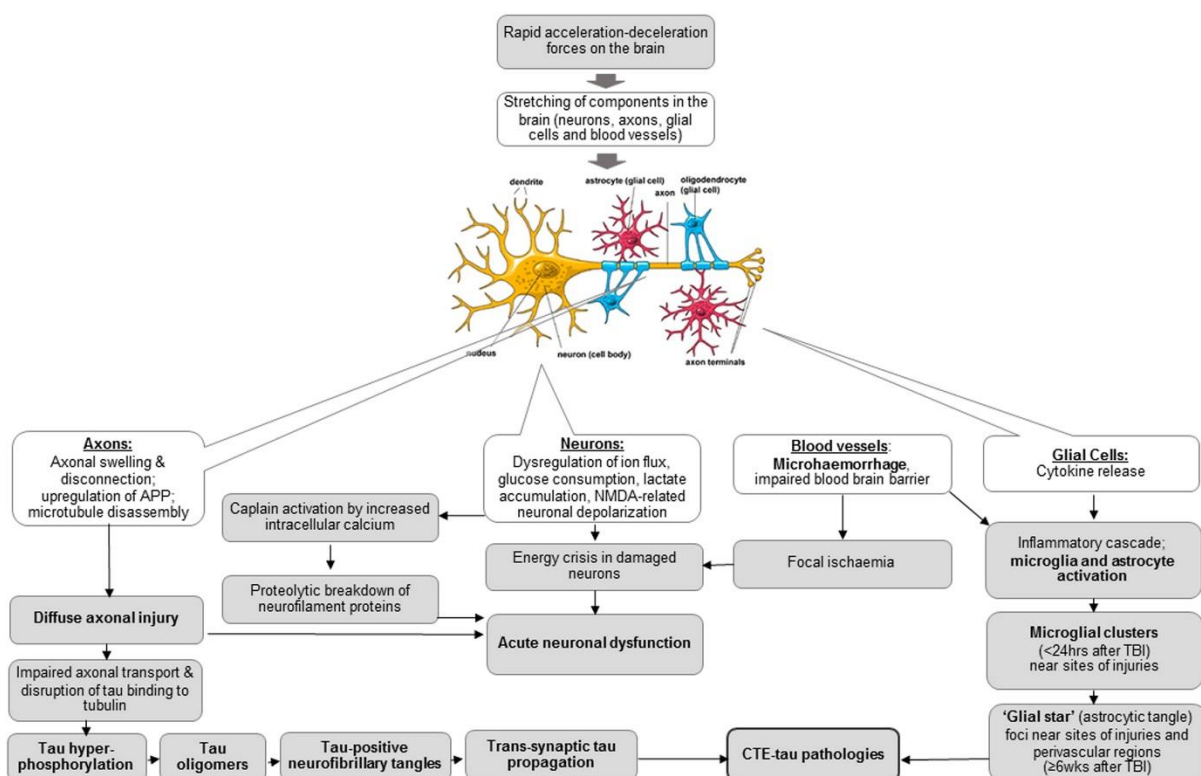 Rapid acceleration-deceleration
forces on the brain
Stretching of components in the
brain (neurons, axons, glial
cells and blood vessels)
dendrite
astrocyte (glial cell)
axon
oligodendrocyte
(glial cell)
nucleus
neuron (cell body)
axon terminals
Axons:
Axonal swelling &
disconnection;
upregulation of APP;
microtubule disassembly
Neurons:
Dysregulation of ion flux,
glucose consumption, lactate
accumulation, NMDA-related
neuronal depolarization
Blood vessels:
Microhaemorrhage,
impaired blood brain barrier
Glial Cells:
Cytokine release
Caplain activation by increased
intracellular calcium
Energy crisis in damaged
neurons
Focal ischaemia
Inflammatory cascade;
microglia and astrocyte
activation
Proteolytic breakdown of
neurofilament proteins
Diffuse axonal injury
Acute neuronal dysfunction
Microglial clusters
(<24hrs after TBI)
near sites of injuries
Impaired axonal transport &
disruption of tau binding to
tubulin
'Glial star' (astrocytic tangle)
foci near sites of injuries and
perivascular regions
(≥6wks after TBI)
Tau hyper-
phosphorylation
Tau
oligomers
Tau-positive
neurofibrillary tangles
Trans-synaptic tau
propagation
CTE-tau pathologies